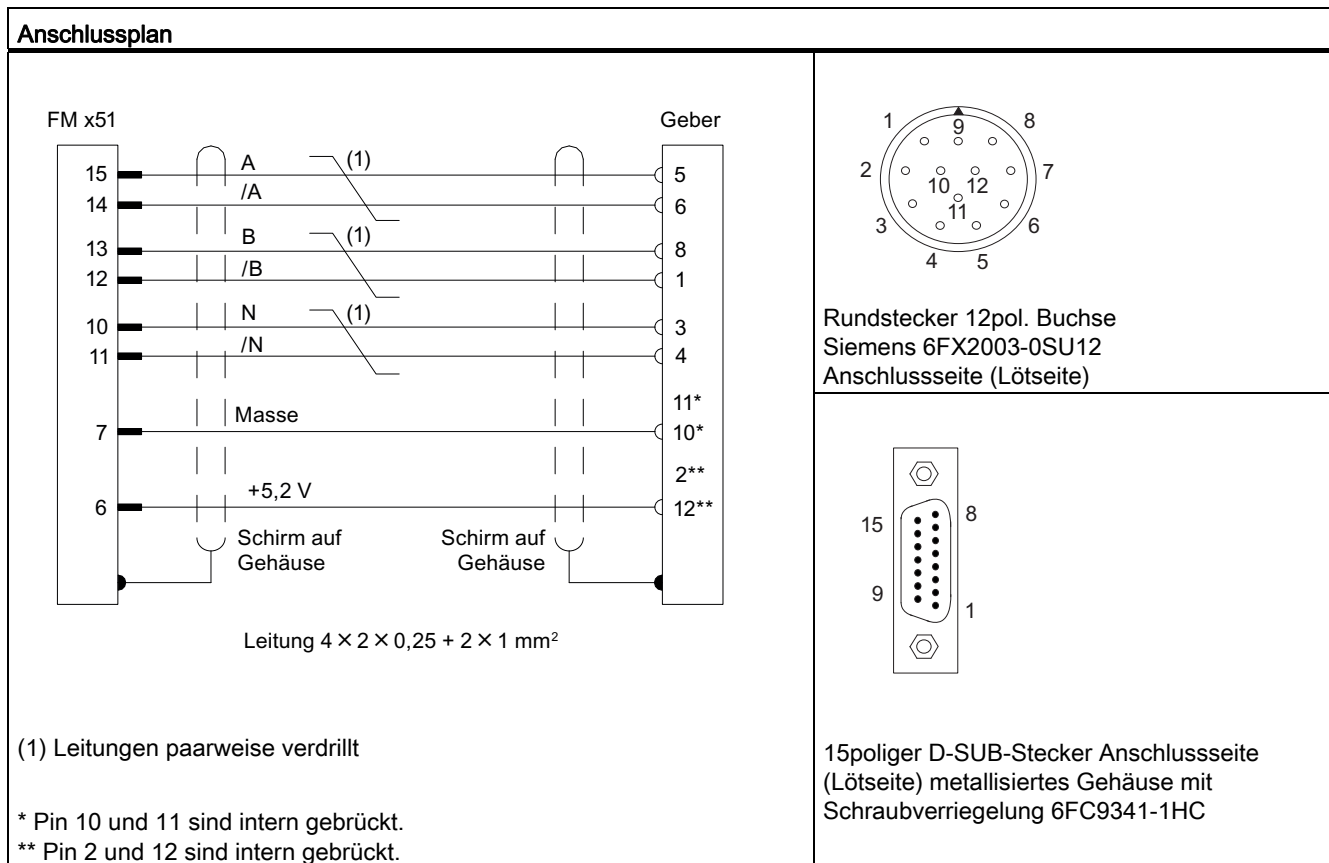 Anschlussplan
FM x51
Geber
15
A
(1)
5
14
/A
6
13
B
(1)
8
12
/B
1
10
N
(1)
3
11
/N
4
11*
7
Masse
10*
2**
6
+5,2 V
12**
Schirm auf
Gehäuse
Schirm auf
Gehäuse
Leitung 4 × 2 × 0,25 + 2 × 1 mm²
(1) Leitungen paarweise verdrillt
* Pin 10 und 11 sind intern gebrückt.
** Pin 2 und 12 sind intern gebrückt.
1
9
8
2
7
10
12
11
3
6
4
5
Rundstecker 12pol. Buchse
Siemens 6FX2003-0SU12
Anschlussseite (Lötseite)
15
8
9
1
15poliger D-SUB-Stecker Anschlussseite
(Lötseite) metallisiertes Gehäuse mit
Schraubverriegelung 6FC9341-1HC